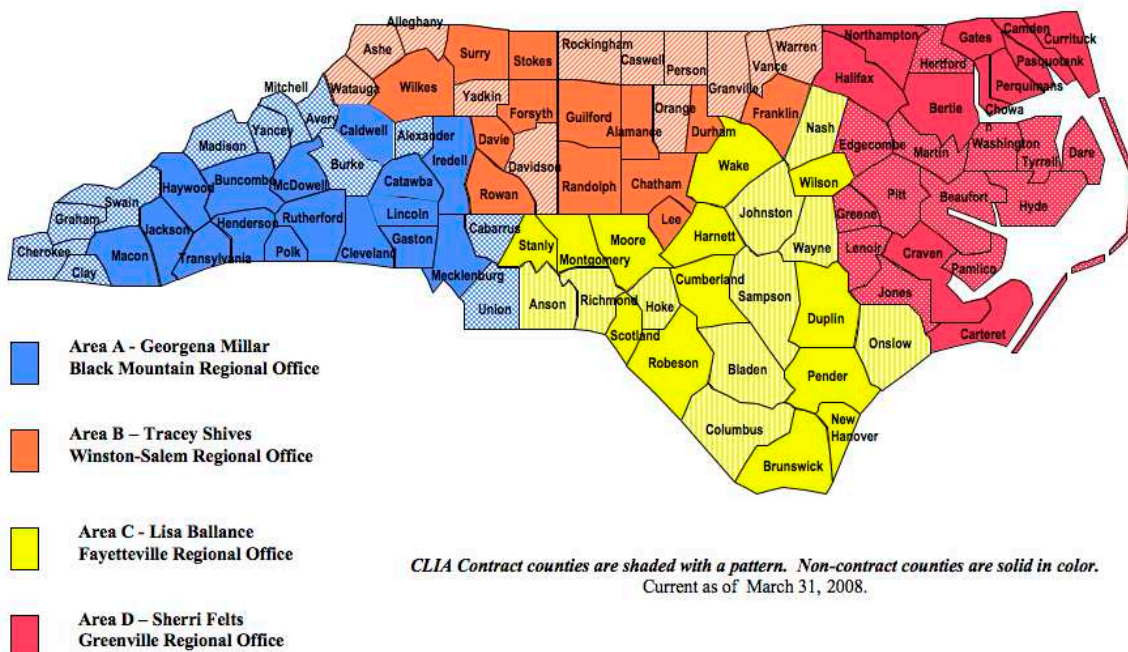 Alleghany
Ashe
Surry
Stokes
Rockingham
Caswell
Person
Granville
Vance
Warren
Northampton
Gates
Camden
Currituck
Hertford
Pasquotank
Perquimans
Halifax
Mitchell
Watauga
Wilkes
Yadkin
Forsyth
Guilford
Alamance
Orange
Durham
Franklin
Nash
Bertie
Chowa
n
Avery
Caldwell
Alexander
Iredell
Davie
Davidson
Madison
Yancey
Burke
Edgecombe
Martin
Washington
Tyrrell
Dare
Haywood
Buncombe
McDowell
Catawba
Rowan
Randolph
Chatham
Wake
Wilson
Pitt
Beaufort
Hyde
Swain
Graham
Jackson
Henderson
Rutherford
Lincoln
Cabarrus
Lee
Johnston
Greene
Cherokee
Clay
Macon
Transylvania
Polk
Cleveland
Gaston
Mecklenburg
Stanly
Montgomery
Moore
Harnett
Wayne
Lenoir
Craven
Pamlico
Union
Anson
Richmond
Hoke
Cumberland
Sampson
Duplin
Jones
Carteret
Scotland
Robeson
Bladen
Pender
Onslow
Columbus
Brunswick
New
Hanover
Area A - Georgena Millar
Black Mountain Regional Office
Area B – Tracey Shives
Winston-Salem Regional Office
Area C - Lisa Ballance
Fayetteville Regional Office
Area D – Sherri Felts
Greenville Regional Office
CLIA Contract counties are shaded with a pattern. Non-contract counties are solid in color.
Current as of March 31, 2008.